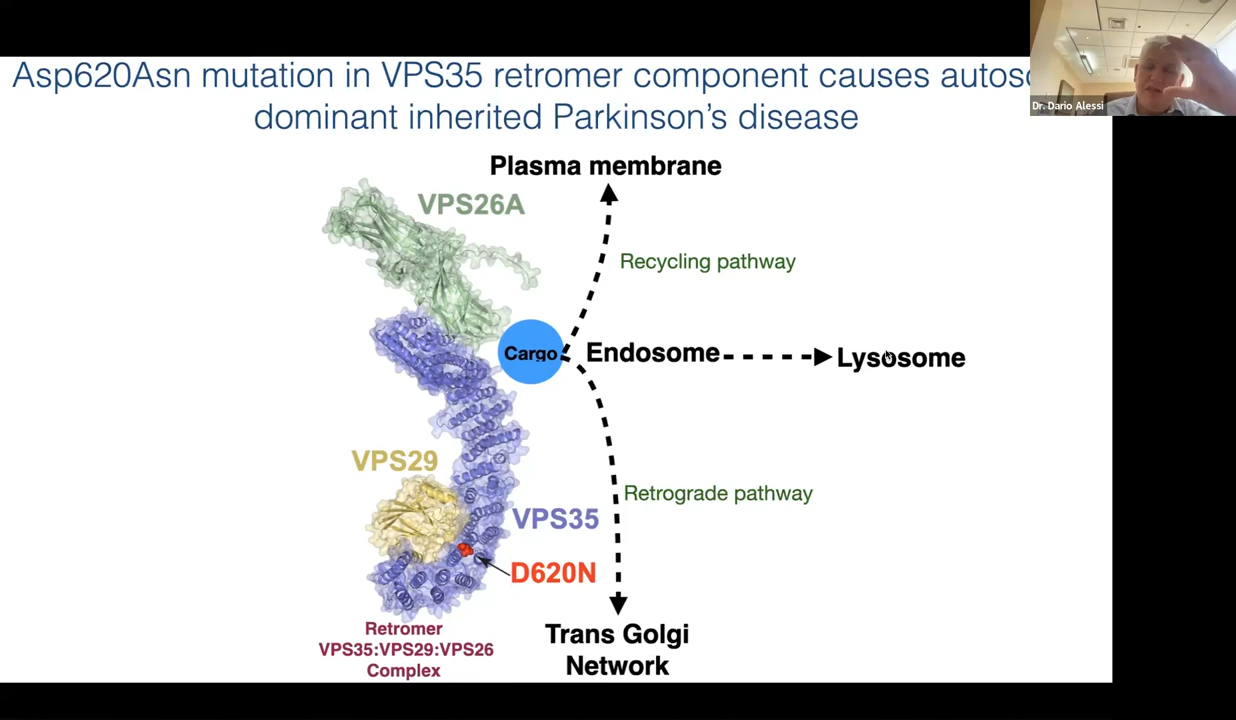 Asp620Asn mutation in VPS35 retromer component causes autoso
dominant inherited Parkinson's disease
Dr. Dario Alessi
Plasma membrane
VPS26A
Recycling pathway
Cargo
Endosome
Lysosome
VPS29
Retrograde pathway
VPS35
D620N
Retromer
VPS35:VPS29:VPS26
Complex
Trans Golgi
Network